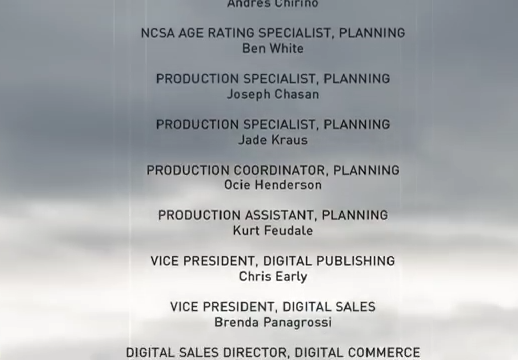 Andres Chirino
NCSA AGE RATING SPECIALIST, PLANNING
Ben White
PRODUCTION SPECIALIST, PLANNING
Joseph Chasan
PRODUCTION SPECIALIST, PLANNING
Jade Kraus
PRODUCTION COORDINATOR, PLANNING
Ocie Henderson
PRODUCTION ASSISTANT, PLANNING
Kurt Feudale
VICE PRESIDENT, DIGITAL PUBLISHING
Chris Early
VICE PRESIDENT, DIGITAL SALES
Brenda Panagrossi
DIGITAL SALES DIRECTOR, DIGITAL COMMERCE